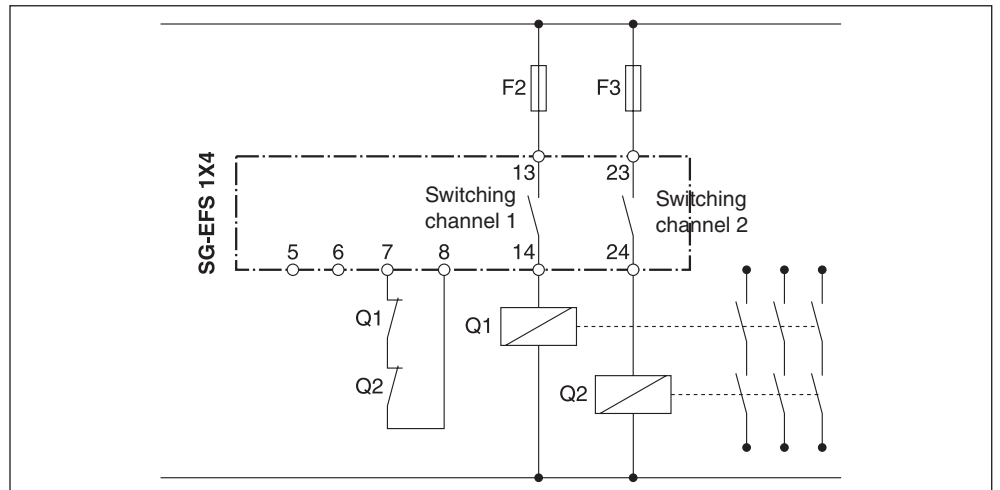 F2
F3
SG-EFS 1X4
13
23
Switching
channel 1
Switching
channel 2
5
6
7
8
14
24
Q1
Q1
Q2
Q2